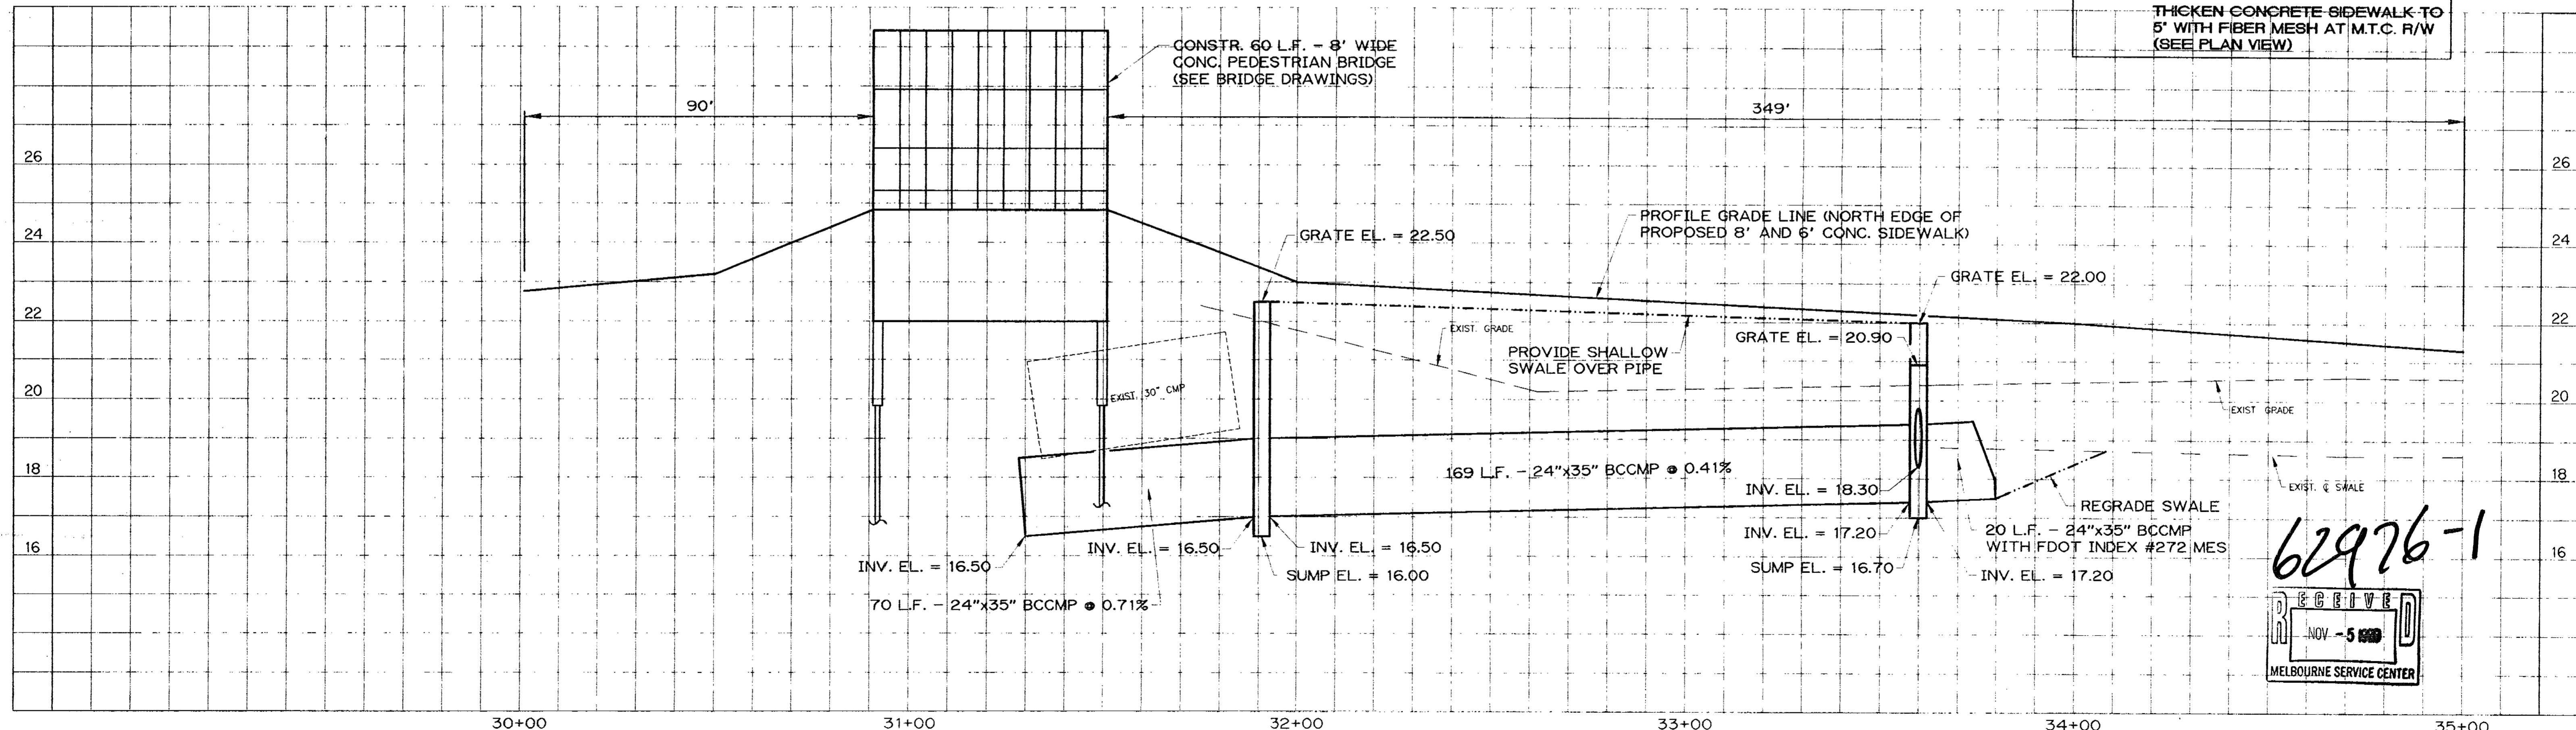 THICKEN CONCRETE SIDEWALK TO
5" WITH FIBER MESH AT M.T.C. R/W
(SEE PLAN VIEW)
CONSTR. 60 L.F. - 8' WIDE
CONC. PEDESTRIAN BRIDGE
(SEE BRIDGE DRAWINGS)
90'
349'
26
26
PROFILE GRADE LINE (NORTH EDGE OF
PROPOSED 8' AND 6' CONC. SIDEWALK)
24
GRATE EL. = 22.50
24
GRATE EL. = 22.00
22
EXIST. GRADE
22
GRATE EL. = 20.90
PROVIDE SHALLOW
SWALE OVER PIPE
20
EXIST. 30" CMP
20
EXIST. GRADE
18
169 L.F. - 24"x35" BCCMP @ 0.41%
18
INV. EL. = 18.30
EXIST. ℄ SWALE
REGRADE SWALE
62976-1
16
INV. EL. = 16.50
INV. EL. = 16.50
INV. EL. = 17.20
20 L.F. - 24"x35" BCCMP
WITH FDOT INDEX #272 MES
16
INV. EL. = 16.50
SUMP EL. = 16.00
SUMP EL. = 16.70
INV. EL. = 17.20
70 L.F. - 24"x35" BCCMP @ 0.71%
RECEIVED
NOV - 5
MELBOURNE SERVICE CENTER
30+00
31+00
32+00
33+00
34+00
35+00